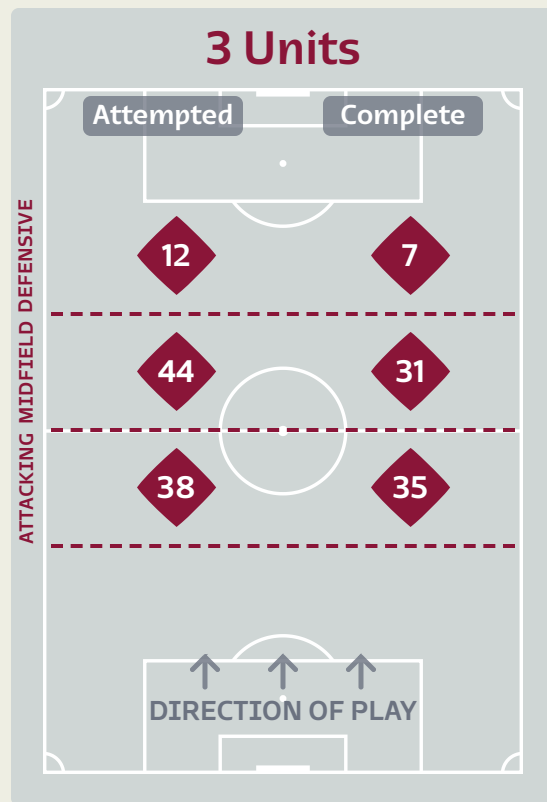 3 Units
Attempted Complete
ATTACKING MIDFIELD DEFENSIVE
12 7
44 31
38 35
DIRECTION OF PLAY